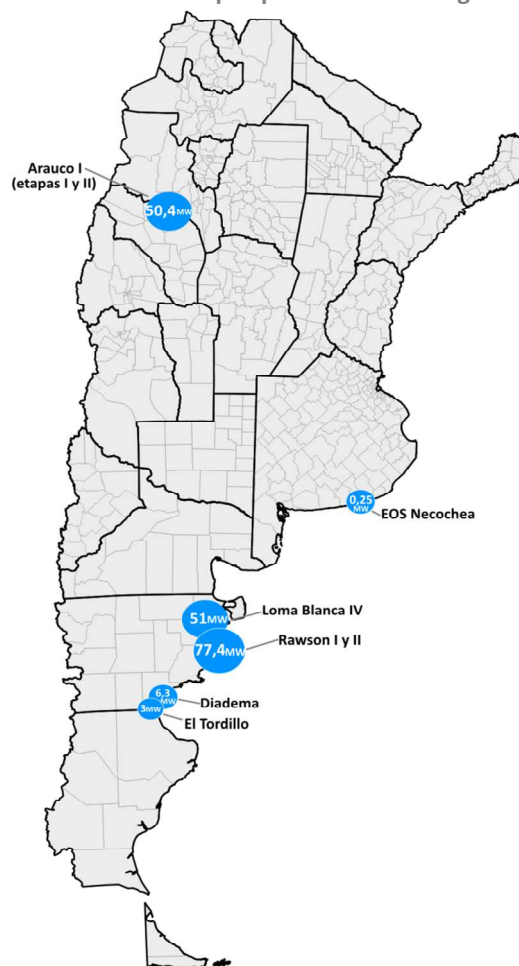 Arauco I
(etapas I y II)
50,4MW
0,25
MW
EOS Necochea
Loma Blanca IV
51MW
Rawson I y II
77,4MW
6,3
MW
Diadema
3MW
El Tordillo